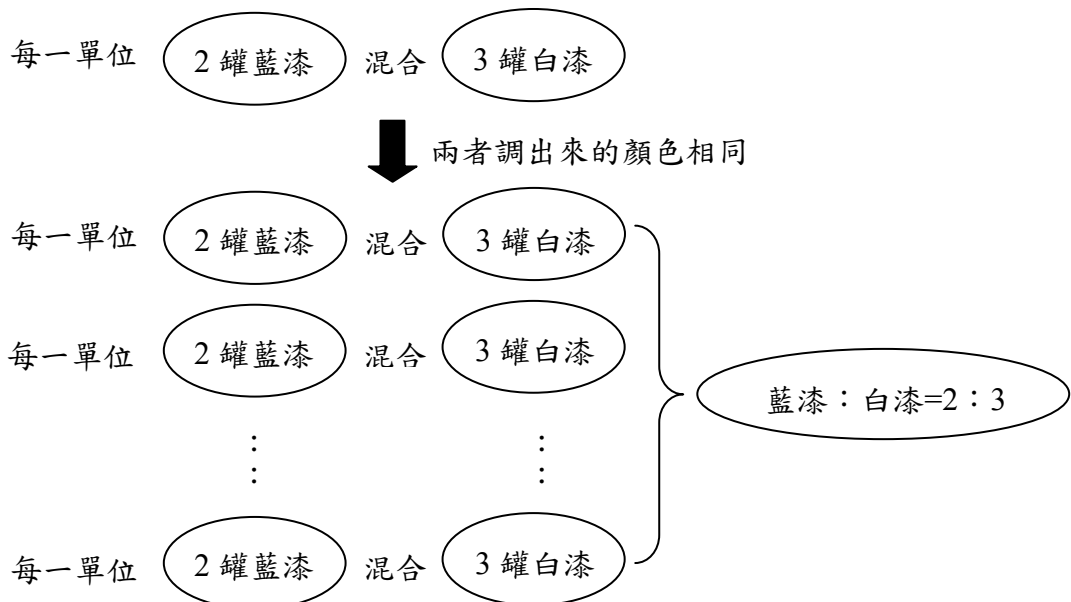 每一單位 2 罐藍漆 混合 3 罐白漆
兩者調出來的顏色相同
每一單位 2 罐藍漆 混合 3 罐白漆
每一單位 2 罐藍漆 混合 3 罐白漆
藍漆：白漆=2：3
⋮ ⋮
每一單位 2 罐藍漆 混合 3 罐白漆